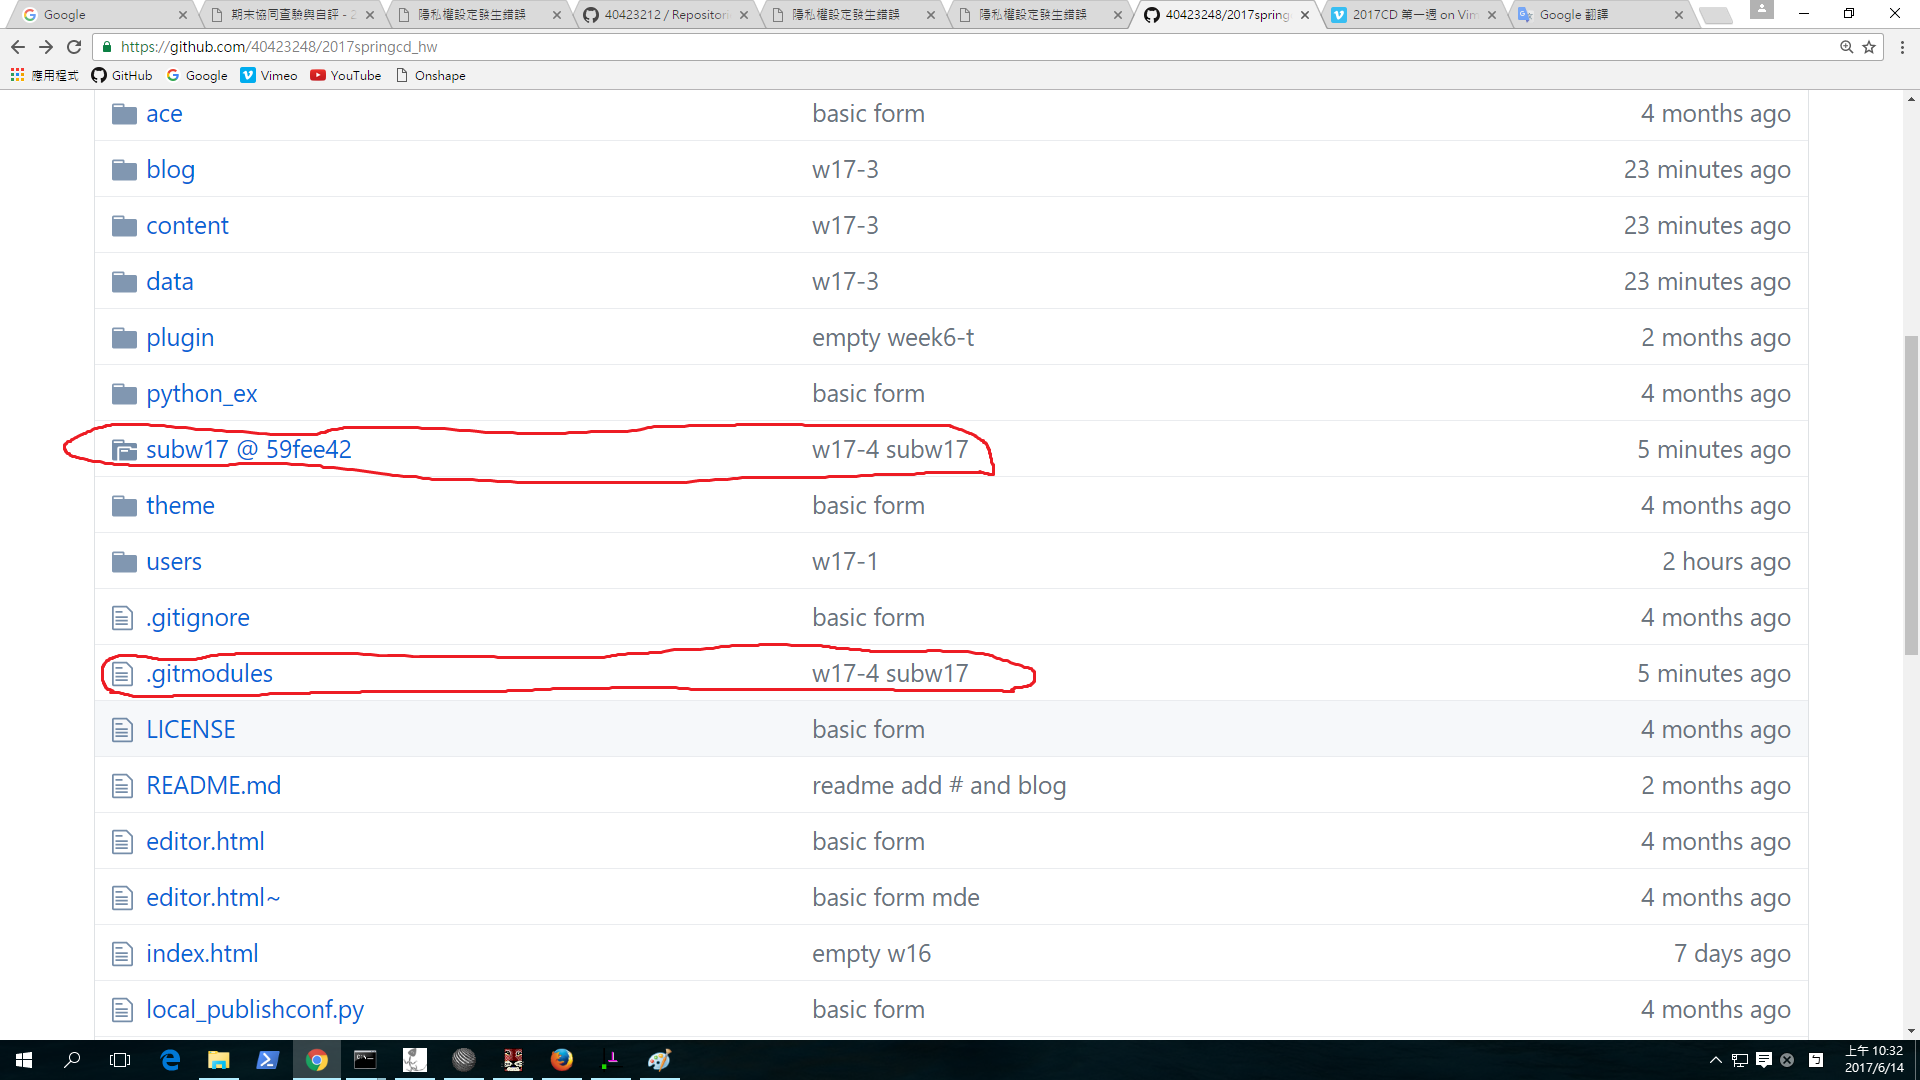 Google
期末協同查驗與自評 - 2
隱私權設定發生錯誤
40423212 / Repositori
隱私權設定發生錯誤
隱私權設定發生錯誤
40423248/2017spring
2017CD 第一週 on Vim
Google 翻譯
https://github.com/40423248/2017springcd_hw
應用程式 GitHub Google Vimeo YouTube Onshape
ace basic form 4 months ago
blog w17-3 23 minutes ago
content w17-3 23 minutes ago
data w17-3 23 minutes ago
plugin empty week6-t 2 months ago
python_ex basic form 4 months ago
subw17 @ 59fee42 w17-4 subw17 5 minutes ago
theme basic form 4 months ago
users w17-1 2 hours ago
.gitignore basic form 4 months ago
.gitmodules w17-4 subw17 5 minutes ago
LICENSE basic form 4 months ago
README.md readme add # and blog 2 months ago
editor.html basic form 4 months ago
editor.html~ basic form mde 4 months ago
index.html empty w16 7 days ago
local_publishconf.py basic form 4 months ago
上午 10:32
2017/6/14